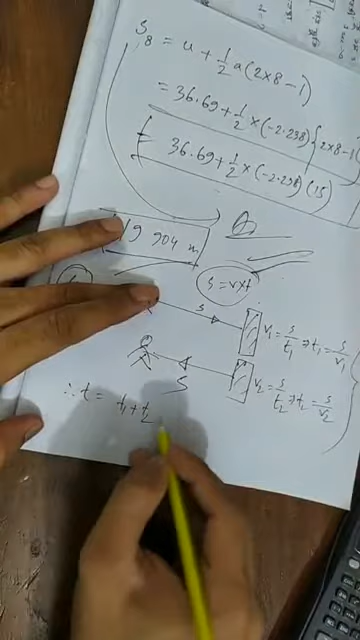 S₈ = u + ½ a (2×8 – 1)
= 36.69 + ½ × (–2.238) {2×8–1
36.69 + ½ × (–2.238) (15)
19 904 m
S = v×t
S
V₁ = S/t₁ ⇒ t₁ = S/V₁
S
V₂ = S/t₂ ⇒ t₂ = S/V₂
∴ t = t₁ + t₂